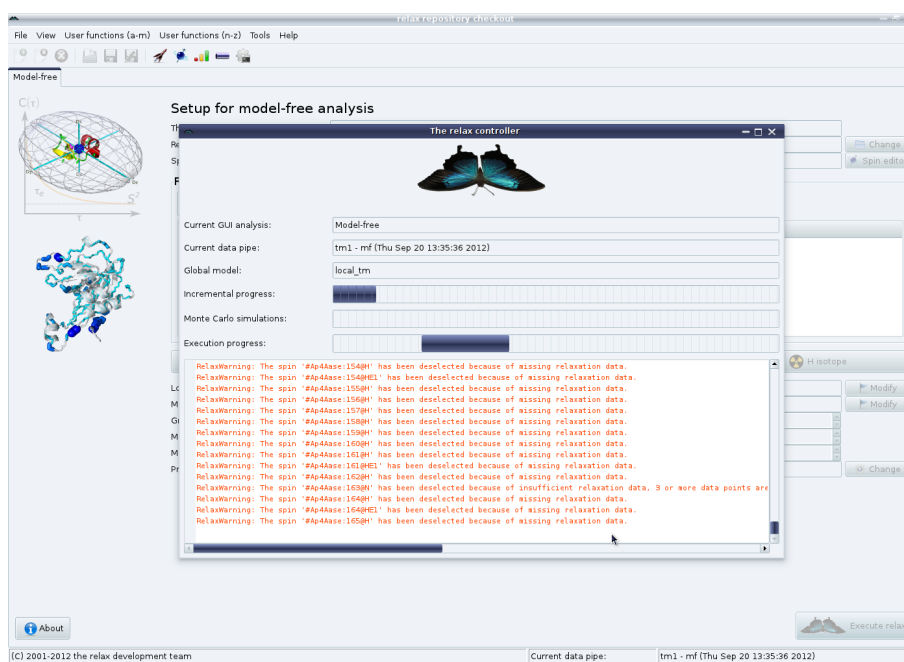 relax repository checkout
File View User functions (a-m) User functions (n-z) Tools Help
Model-free
C(τ)
Setup for model-free analysis
The relax controller
Change
Spin edito
τe
S²
τ
Current GUI analysis: Model-free
Current data pipe: tm1 - mf (Thu Sep 20 13:35:36 2012)
Global model: local_tm
Incremental progress:
Monte Carlo simulations:
Execution progress:
H isotope
Modify
Modify
Change
RelaxWarning: The spin '#Ap4Aase:154@H' has been deselected because of missing relaxation data.
RelaxWarning: The spin '#Ap4Aase:154@HE1' has been deselected because of missing relaxation data.
RelaxWarning: The spin '#Ap4Aase:155@H' has been deselected because of missing relaxation data.
RelaxWarning: The spin '#Ap4Aase:156@H' has been deselected because of missing relaxation data.
RelaxWarning: The spin '#Ap4Aase:157@H' has been deselected because of missing relaxation data.
RelaxWarning: The spin '#Ap4Aase:158@H' has been deselected because of missing relaxation data.
RelaxWarning: The spin '#Ap4Aase:159@H' has been deselected because of missing relaxation data.
RelaxWarning: The spin '#Ap4Aase:160@H' has been deselected because of missing relaxation data.
RelaxWarning: The spin '#Ap4Aase:161@H' has been deselected because of missing relaxation data.
RelaxWarning: The spin '#Ap4Aase:161@HE1' has been deselected because of missing relaxation data.
RelaxWarning: The spin '#Ap4Aase:162@H' has been deselected because of missing relaxation data.
RelaxWarning: The spin '#Ap4Aase:163@N' has been deselected because of insufficient relaxation data. 3 or more data points are
RelaxWarning: The spin '#Ap4Aase:164@H' has been deselected because of missing relaxation data.
RelaxWarning: The spin '#Ap4Aase:164@HE1' has been deselected because of missing relaxation data.
RelaxWarning: The spin '#Ap4Aase:165@H' has been deselected because of missing relaxation data.
About
Execute relax
(C) 2001-2012 the relax development team Current data pipe: tm1 - mf (Thu Sep 20 13:35:36 2012)